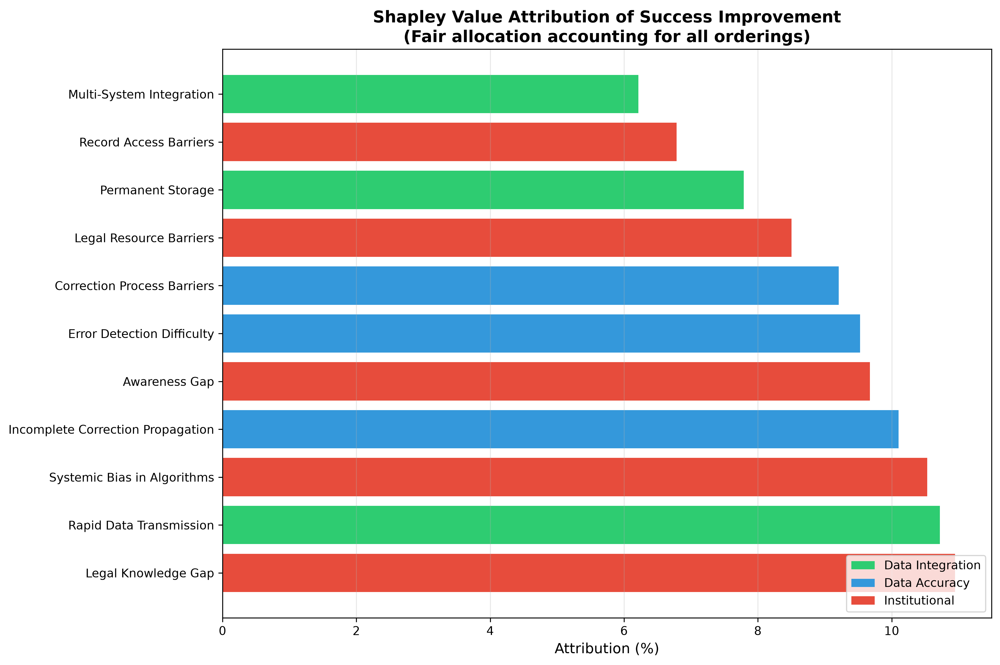 Shapley Value Attribution of Success Improvement
(Fair allocation accounting for all orderings)
Multi-System Integration
Record Access Barriers
Permanent Storage
Legal Resource Barriers
Correction Process Barriers
Error Detection Difficulty
Awareness Gap
Incomplete Correction Propagation
Systemic Bias in Algorithms
Rapid Data Transmission
Legal Knowledge Gap
Data Integration
Data Accuracy
Institutional
0 2 4 6 8 10
Attribution (%)